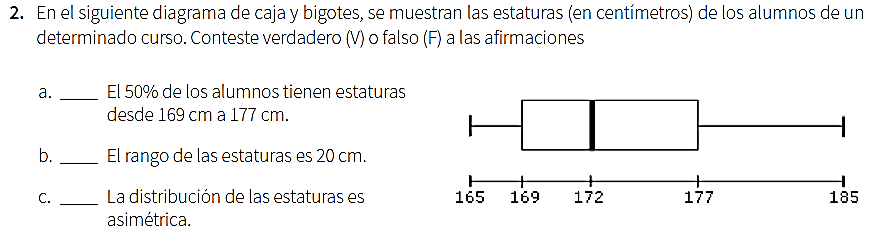 2. En el siguiente diagrama de caja y bigotes, se muestran las estaturas (en centímetros) de los alumnos de un
determinado curso. Conteste verdadero (V) o falso (F) a las afirmaciones
a. ____ El 50% de los alumnos tienen estaturas
desde 169 cm a 177 cm.
b. ____ El rango de las estaturas es 20 cm.
c. ____ La distribución de las estaturas es
asimétrica.
165 169 172 177 185